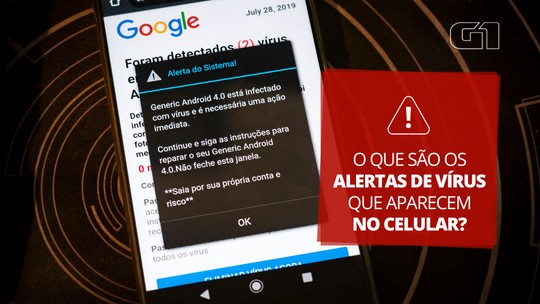 Google
July 28, 2019
G1
Foram detectados (2) vírus
Alerta do Sistema!
Generic Android 4.0 está infectado
com vírus e é necessária uma ação
imediata.
Continue e siga as instruções para
reparar o seu Generic Android
4.0.Não feche esta janela.
**Saia por sua própria conta e
risco**
OK
todos os vírus
ELIMINAR VÍRUS AGORA
O QUE SÃO OS
ALERTAS DE VÍRUS
QUE APARECEM
NO CELULAR?